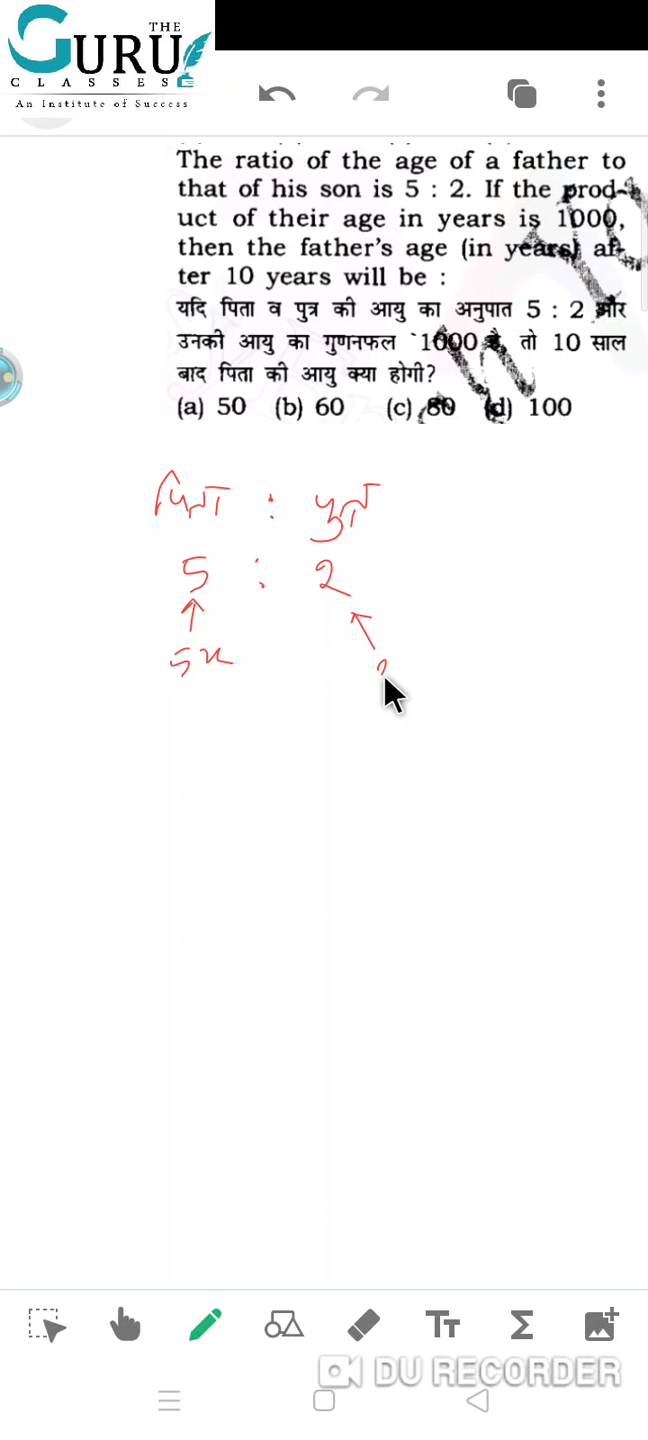 THE
GURU
CLASSES
An Institute of Success
The ratio of the age of a father to
that of his son is 5 : 2. If the prod-
uct of their age in years is 1000,
then the father's age (in years) af-
ter 10 years will be :
यदि पिता व पुत्र की आयु का अनुपात 5 : 2 और
उनकी आयु का गुणनफल `1000 है, तो 10 साल
बाद पिता की आयु क्या होगी?
(a) 50 (b) 60 (c) 80 (d) 100
पिता : पुत्र
5 : 2
5x
DU RECORDER